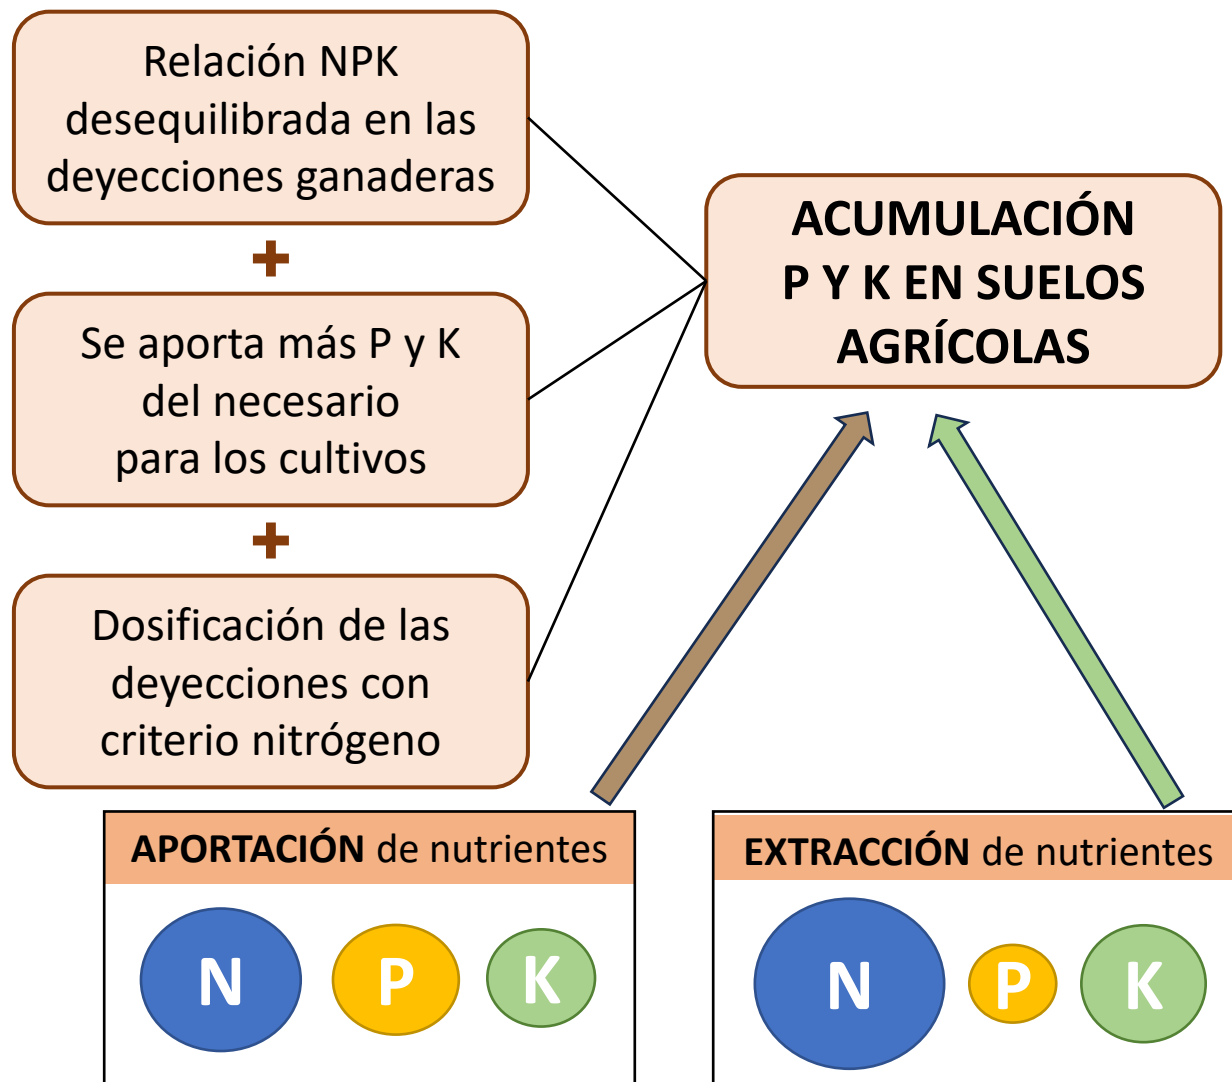 Relación NPK
desequilibrada en las
deyecciones ganaderas
+
Se aporta más P y K
del necesario
para los cultivos
+
Dosificación de las
deyecciones con
criterio nitrógeno
ACUMULACIÓN
P Y K EN SUELOS
AGRÍCOLAS
APORTACIÓN de nutrientes
N P K
EXTRACCIÓN de nutrientes
N P K